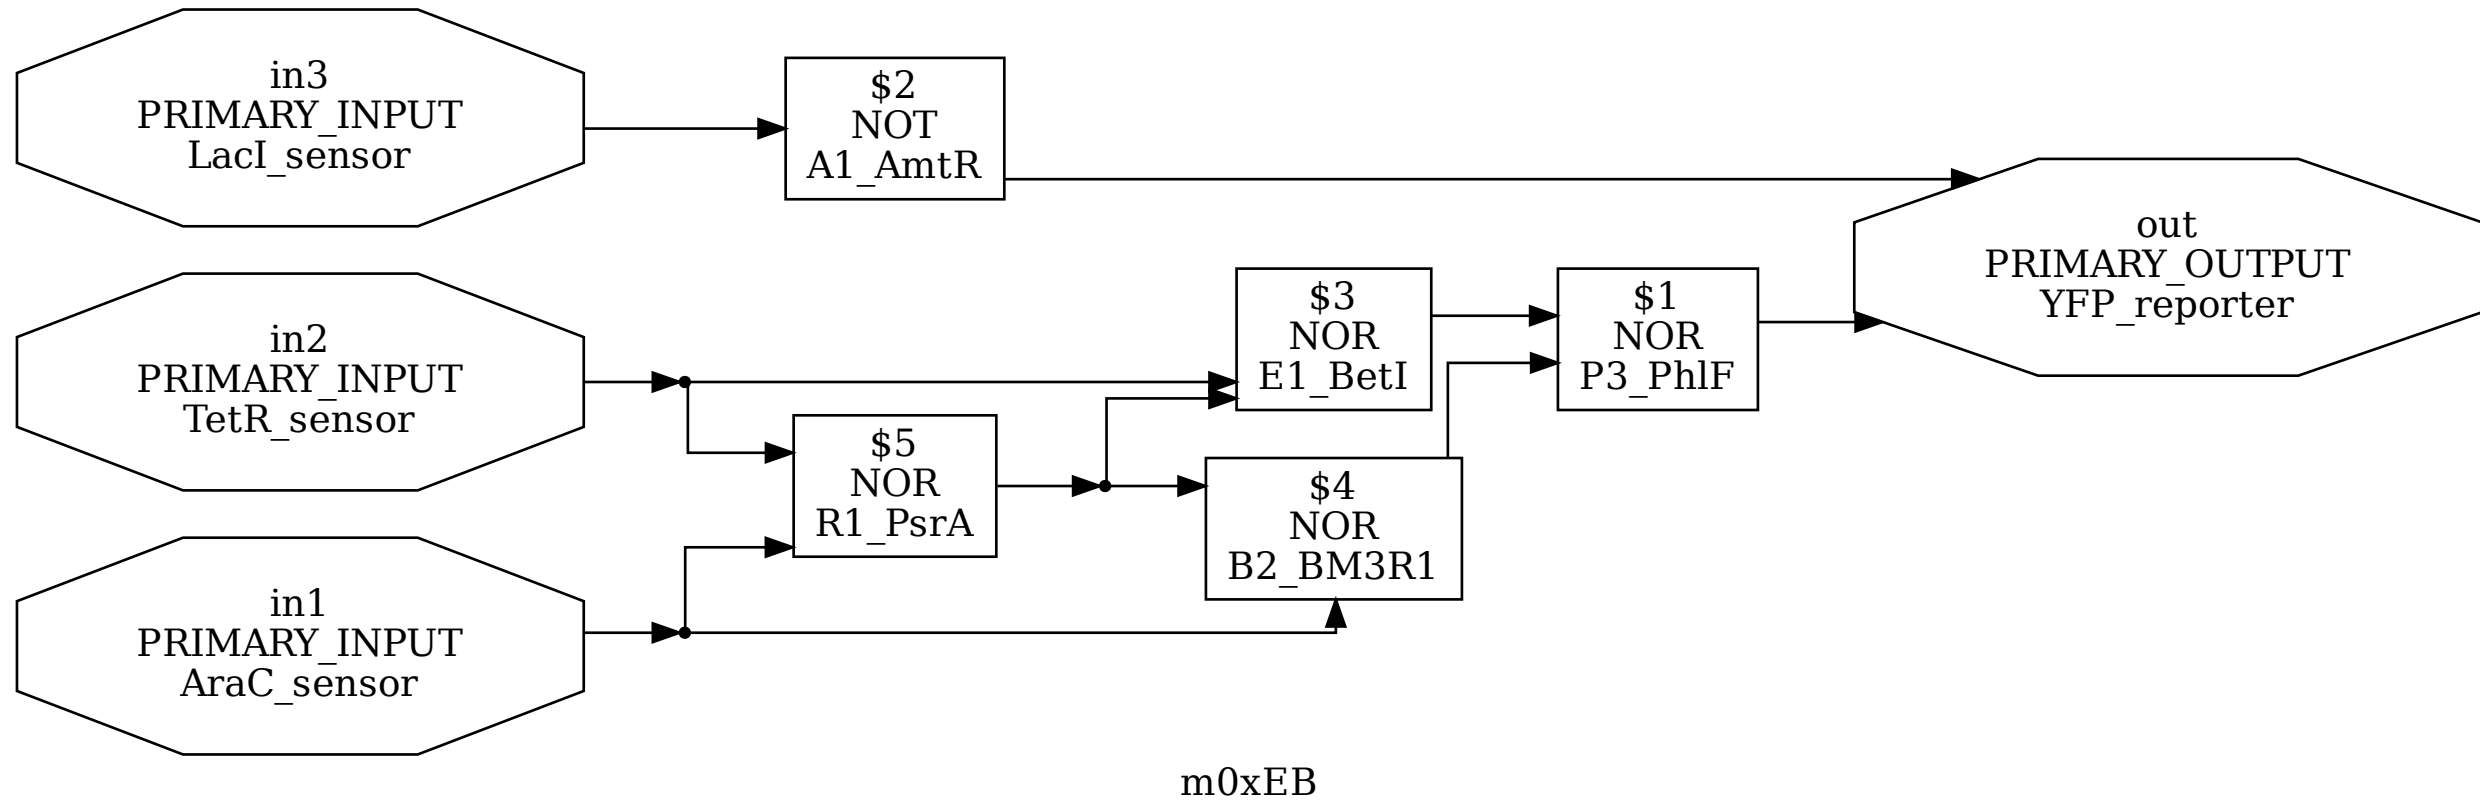 in3
PRIMARY_INPUT
LacI_sensor
$2
NOT
A1_AmtR
out
PRIMARY_OUTPUT
YFP_reporter
in2
PRIMARY_INPUT
TetR_sensor
$3
NOR
E1_BetI
$1
NOR
P3_PhlF
$5
NOR
R1_PsrA
$4
NOR
B2_BM3R1
in1
PRIMARY_INPUT
AraC_sensor
m0xEB